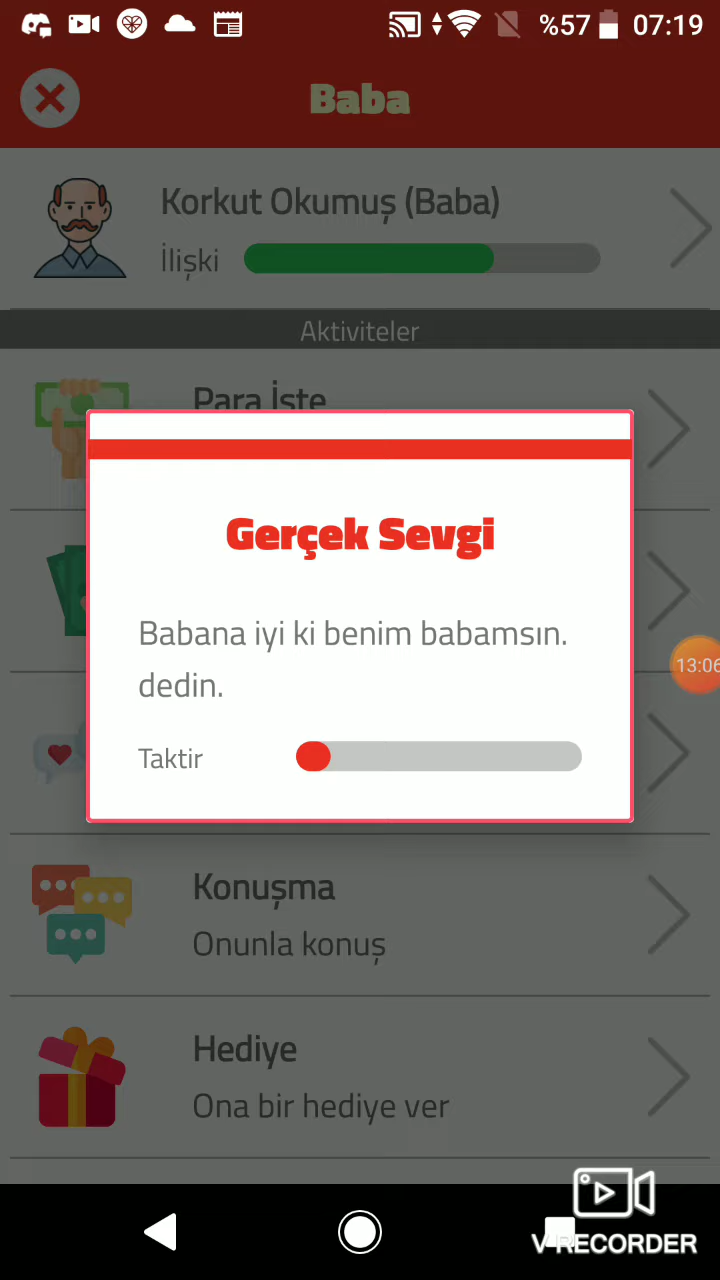 %57 07:19
Baba
Korkut Okumuş (Baba)
İlişki
Aktiviteler
Para İste
Gerçek Sevgi
Babana iyi ki benim babamsın.
dedin.
13:06
Taktir
Konuşma
Onunla konuş
Hediye
Ona bir hediye ver
V RECORDER